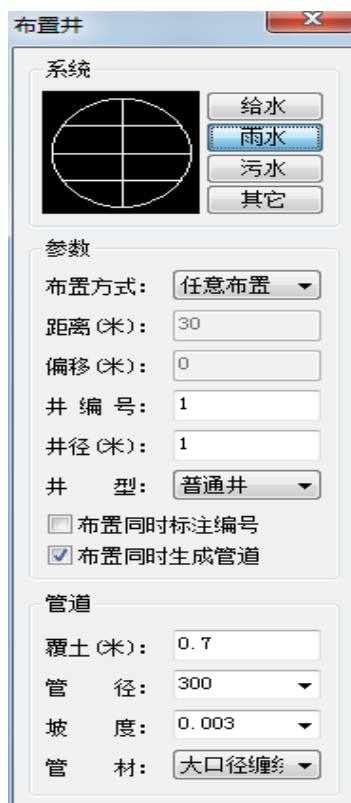 布置井
系统
给水
雨水
污水
其它
参数
布置方式: 任意布置
距离(米): 30
偏移(米): 0
井编号: 1
井径(米): 1
井型: 普通井
布置同时标注编号
布置同时生成管道
管道
覆土(米): 0.7
管径: 300
坡度: 0.003
管材: 大口径缠